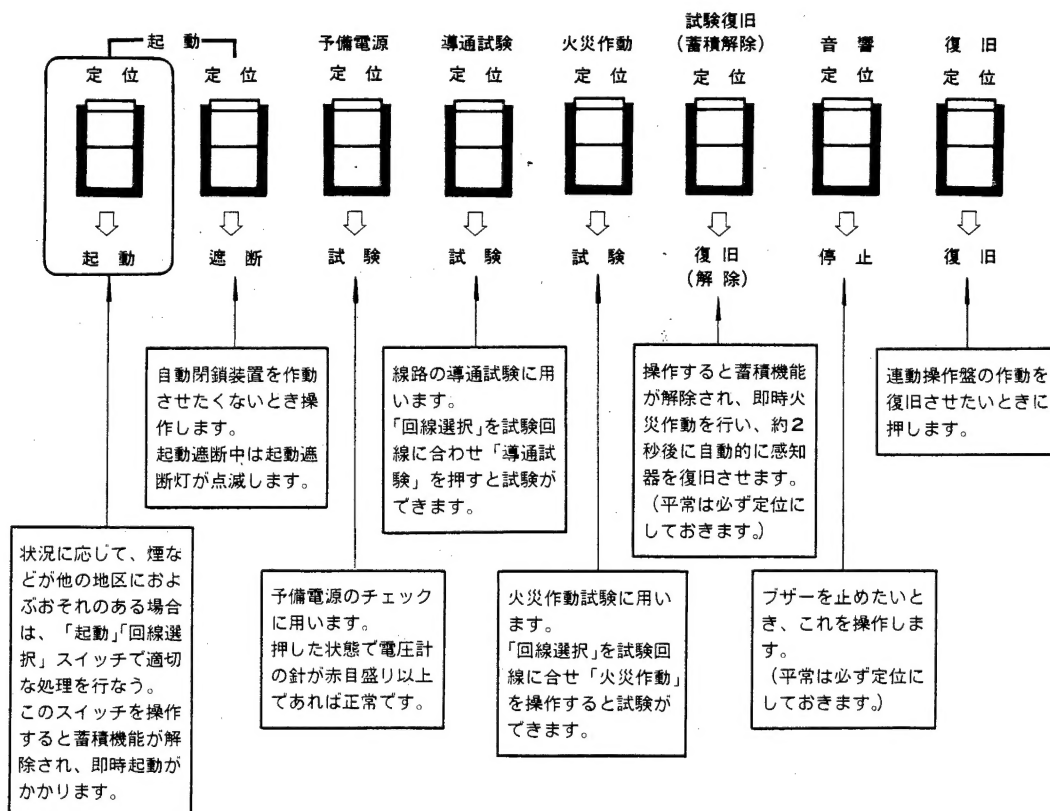 試験復旧
起動 予備電源 導通試験 火災作動 (蓄積解除) 音響 復旧
定位 定位 定位 定位 定位 定位 定位 定位
起動 遮断 試験 試験 試験 復旧 停止 復旧
(解除)
自動閉鎖装置を作動
させたくないとき操
作します。
起動遮断中は起動遮
断灯が点滅します。
線路の導通試験に用
います。
「回線選択」を試験回
線に合わせ「導通試
験」を押すと試験が
できます。
操作すると蓄積機能
が解除され、即時火
災作動を行い、約2
秒後に自動的に感知
器を復旧させます。
(平常は必ず定位に
しておきます。)
連動操作盤の作動を
復旧させたいときに
押します。
状況に応じて、煙な
どが他の地区にお
よぶおそれのある場合
は、「起動」「回線選
択」スイッチで適切
な処理を行なう。
このスイッチを操作
すると蓄積機能が解
除され、即時起動が
かかります。
予備電源のチェック
に用います。
押した状態で電圧計
の針が赤目盛り以上
であれば正常です。
火災作動試験に用い
ます。
「回線選択」を試験回
線に合せ「火災作動」
を操作すると試験が
できます。
ブザーを止めたいと
き、これを操作しま
す。
(平常は必ず定位に
しておきます。)